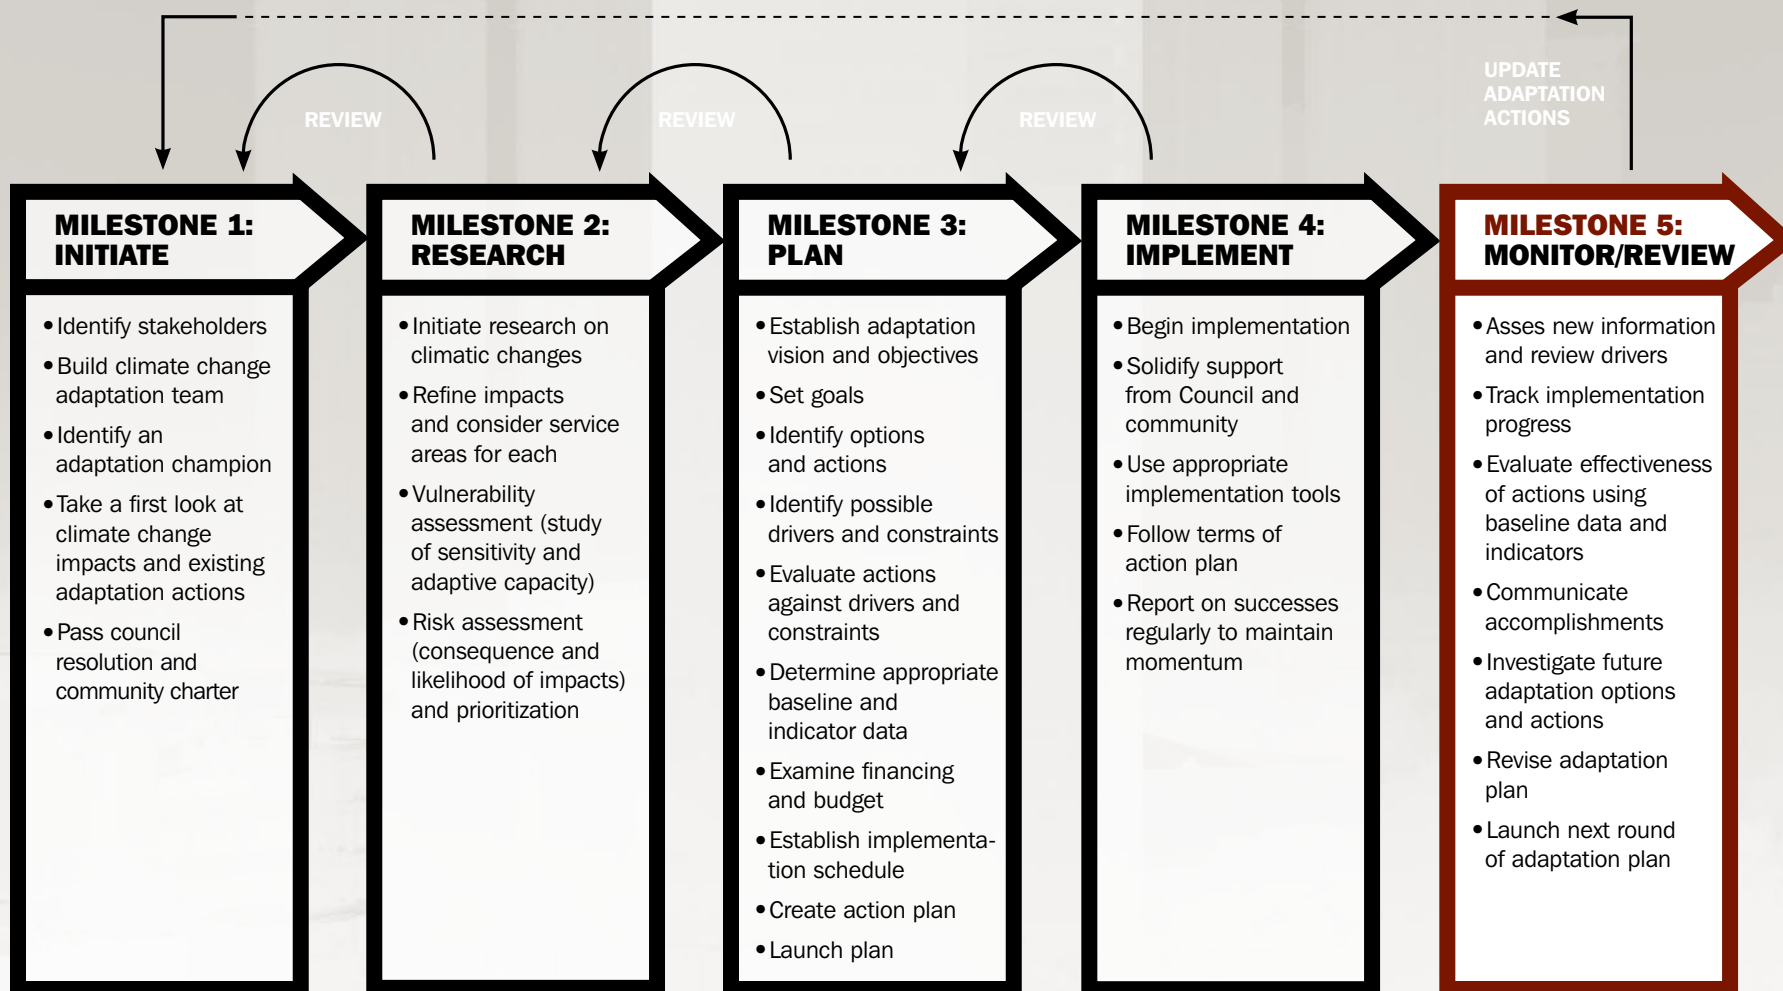 REVIEW
REVIEW
REVIEW
UPDATE
ADAPTATION
ACTIONS
MILESTONE 1:
INITIATE
• Identify stakeholders
• Build climate change
adaptation team
• Identify an
adaptation champion
• Take a first look at
climate change
impacts and existing
adaptation actions
• Pass council
resolution and
community charter
MILESTONE 2:
RESEARCH
• Initiate research on
climatic changes
• Refine impacts
and consider service
areas for each
• Vulnerability
assessment (study
of sensitivity and
adaptive capacity)
• Risk assessment
(consequence and
likelihood of impacts)
and prioritization
MILESTONE 3:
PLAN
• Establish adaptation
vision and objectives
• Set goals
• Identify options
and actions
• Identify possible
drivers and constraints
• Evaluate actions
against drivers and
constraints
• Determine appropriate
baseline and
indicator data
• Examine financing
and budget
• Establish implementa-
tion schedule
• Create action plan
• Launch plan
MILESTONE 4:
IMPLEMENT
• Begin implementation
• Solidify support
from Council and
community
• Use appropriate
implementation tools
• Follow terms of
action plan
• Report on successes
regularly to maintain
momentum
MILESTONE 5:
MONITOR/REVIEW
• Asses new information
and review drivers
• Track implementation
progress
• Evaluate effectiveness
of actions using
baseline data and
indicators
• Communicate
accomplishments
• Investigate future
adaptation options
and actions
• Revise adaptation
plan
• Launch next round
of adaptation plan